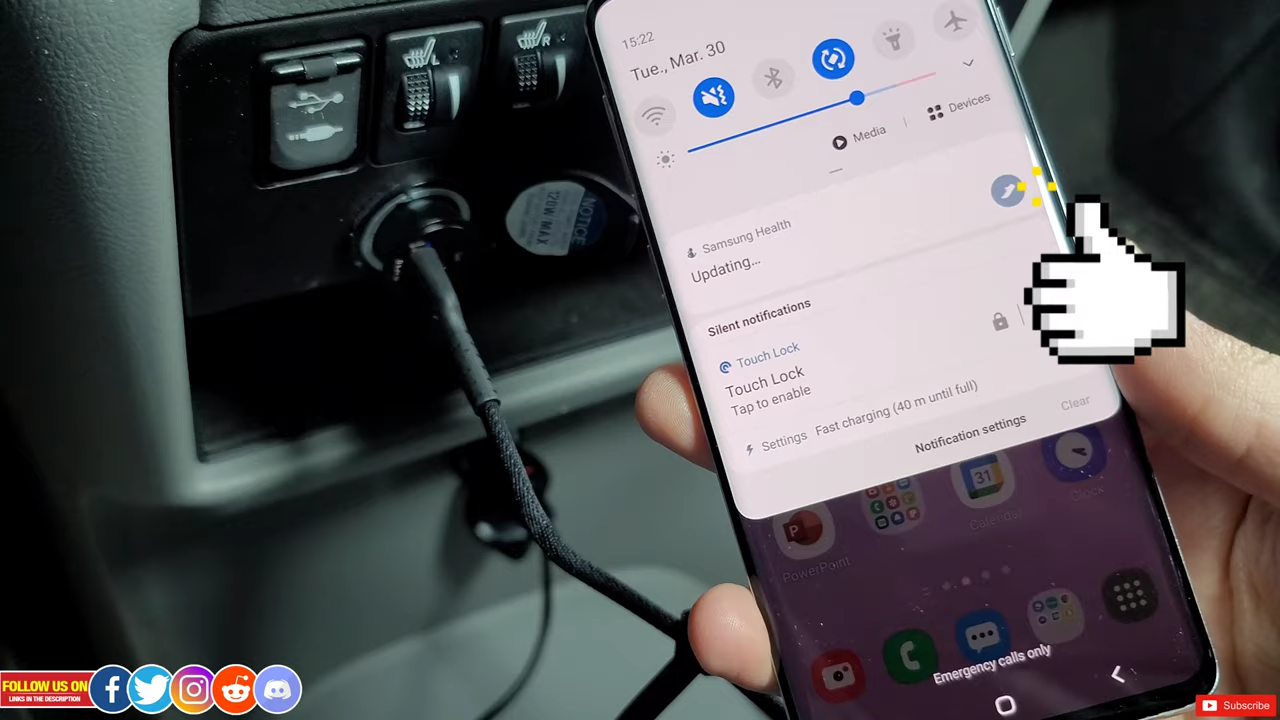 15:22
Tue., Mar. 30
Media
Devices
Samsung Health
Updating...
Silent notifications
Touch Lock
Touch Lock
Tap to enable
Settings Fast charging (40 m until full)
Notification settings
Clear
L
R
NOTICE
120W MAX
31
PowerPoint
Calendar
Clock
Emergency calls only
FOLLOW US ON
LINKS IN THE DESCRIPTION
Subscribe